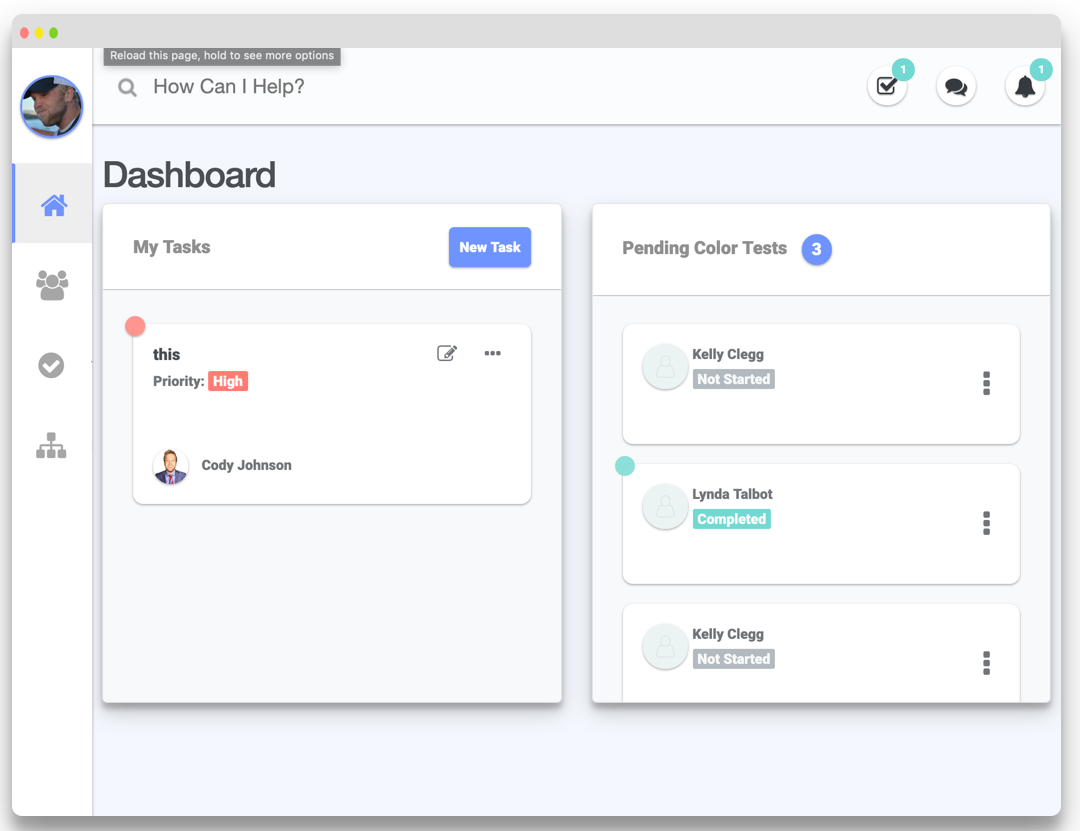 Reload this page, hold to see more options
How Can I Help?
1
1
Dashboard
My Tasks
New Task
this
Priority: High
Cody Johnson
Pending Color Tests 3
Kelly Clegg
Not Started
Lynda Talbot
Completed
Kelly Clegg
Not Started